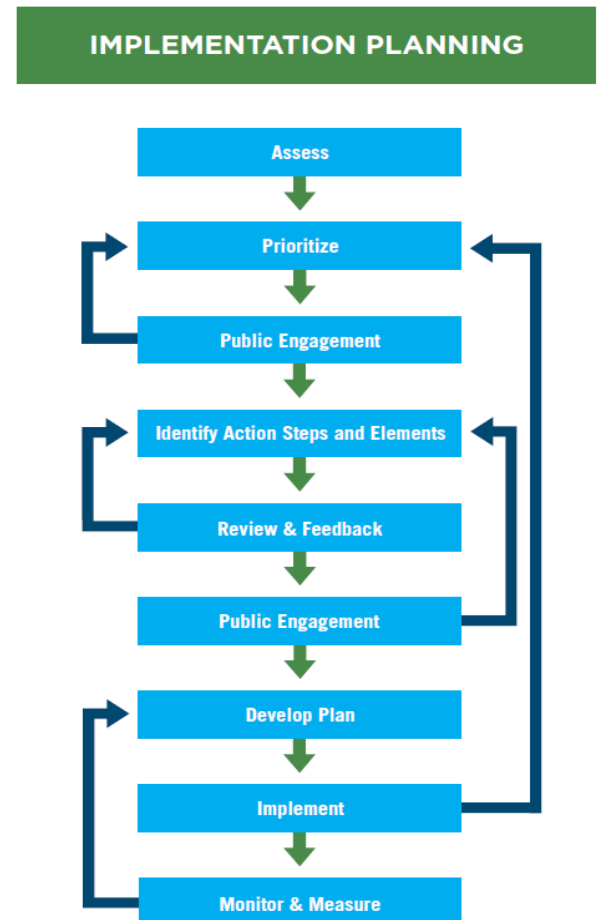 IMPLEMENTATION PLANNING
Assess
Prioritize
Public Engagement
Identify Action Steps and Elements
Review & Feedback
Public Engagement
Develop Plan
Implement
Monitor & Measure